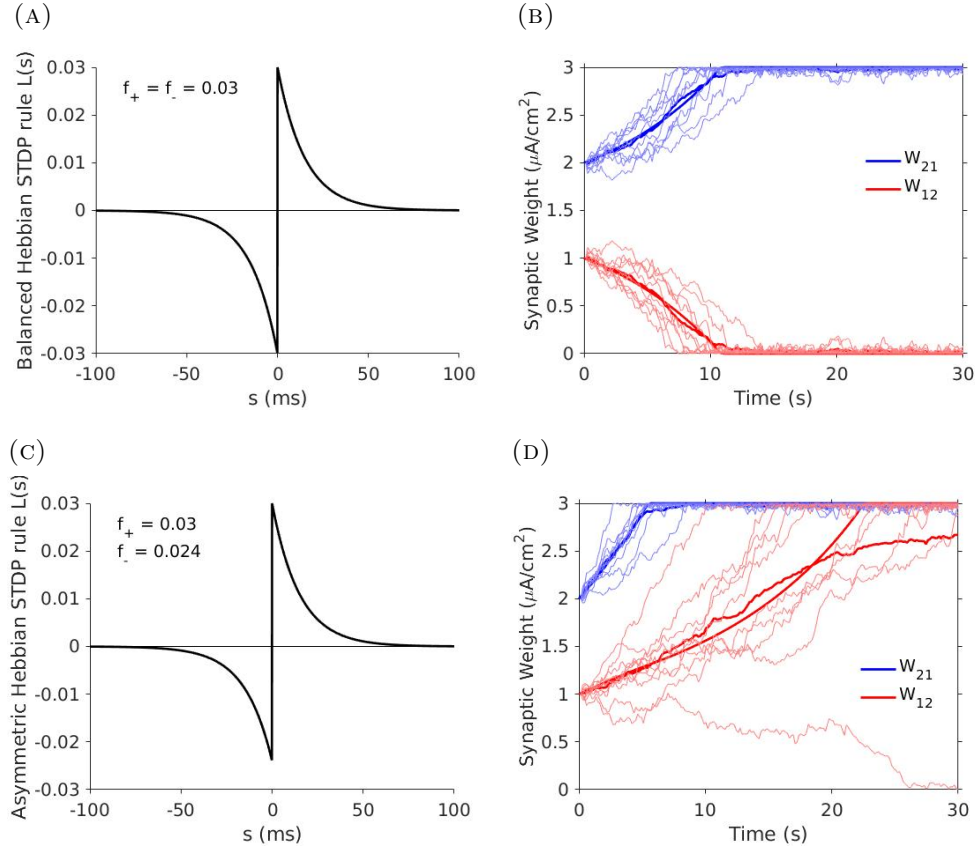 (A)
Balanced Hebbian STDP rule L(s)
0.03
0.02
0.01
0
-0.01
-0.02
-0.03
f+ = f- = 0.03
-100
-50
0
50
100
s (ms)
(B)
Synaptic Weight (μA/cm²)
3
2.5
2
1.5
1
0.5
0
W21
W12
0
10
20
30
Time (s)
(C)
Asymmetric Hebbian STDP rule L(s)
0.03
0.02
0.01
0
-0.01
-0.02
-0.03
f+ = 0.03
f- = 0.024
-100
-50
0
50
100
s (ms)
(D)
Synaptic Weight (μA/cm²)
3
2.5
2
1.5
1
0.5
0
W21
W12
0
10
20
30
Time (s)